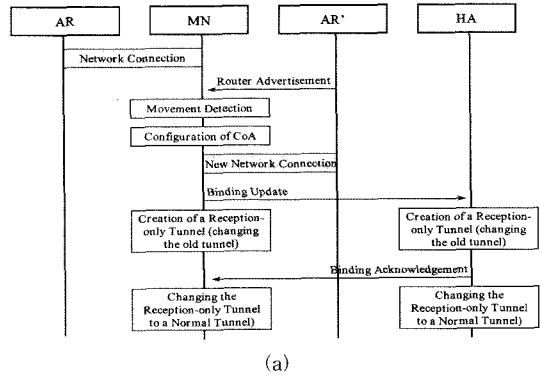 AR MN AR' HA
Network Connection
Router Advertisement
Movement Detection
Configuration of CoA
New Network Connection
Binding Update
Creation of a Reception-
only Tunnel (changing
the old tunnel)
Creation of a Reception-
only Tunnel (changing
the old tunnel)
Binding Acknowledgement
Changing the
Reception-only Tunnel
to a Normal Tunnel)
Changing the
Reception-only Tunnel
to a Normal Tunnel)
(a)